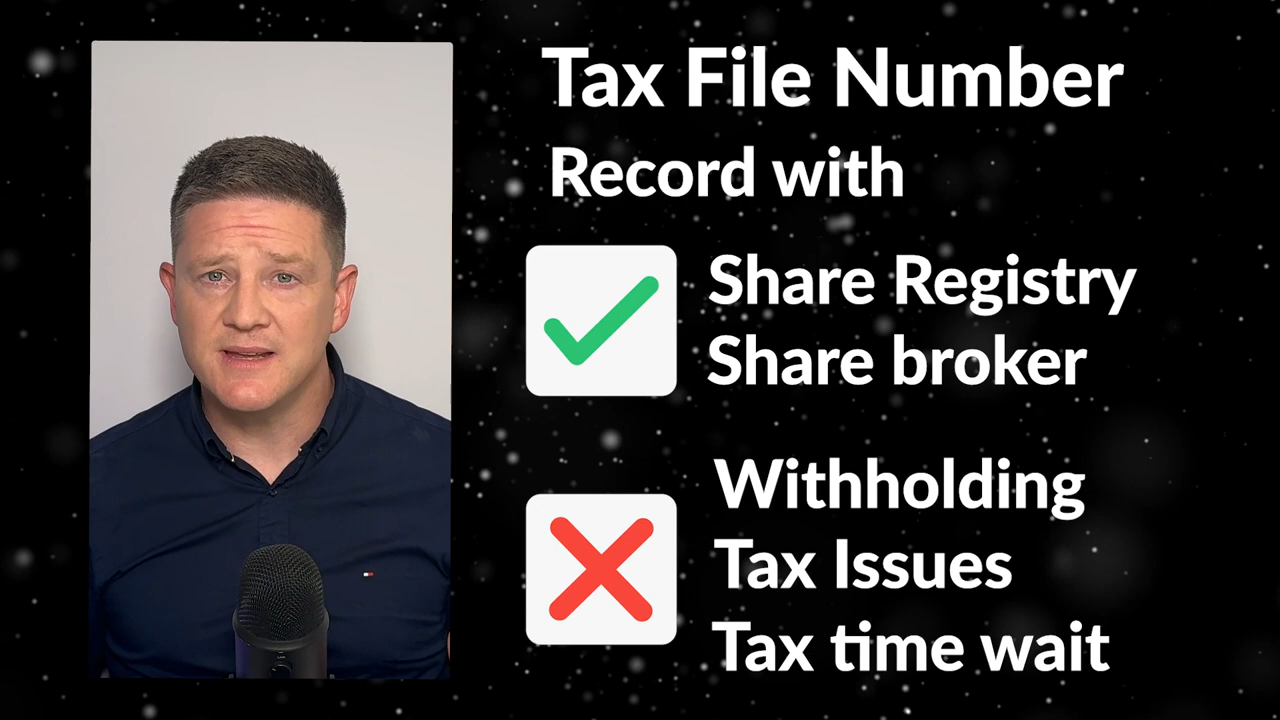 Tax File Number
Record with
Share Registry
Share broker
Withholding
Tax Issues
Tax time wait